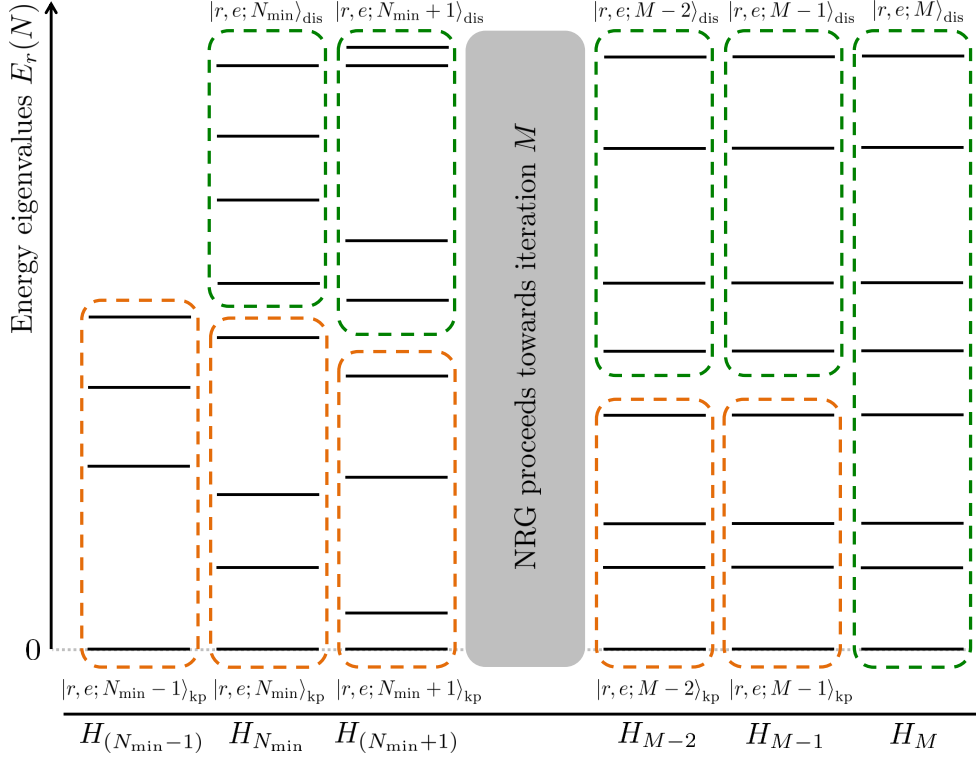 |r, e; N_min⟩_dis |r, e; N_min + 1⟩_dis |r, e; M − 2⟩_dis |r, e; M − 1⟩_dis |r, e; M⟩_dis
Energy eigenvalues E_r(N)
NRG proceeds towards iteration M
0
|r, e; N_min − 1⟩_kp |r, e; N_min⟩_kp |r, e; N_min + 1⟩_kp |r, e; M − 2⟩_kp |r, e; M − 1⟩_kp
H_(N_min−1) H_N_min H_(N_min+1) H_M−2 H_M−1 H_M